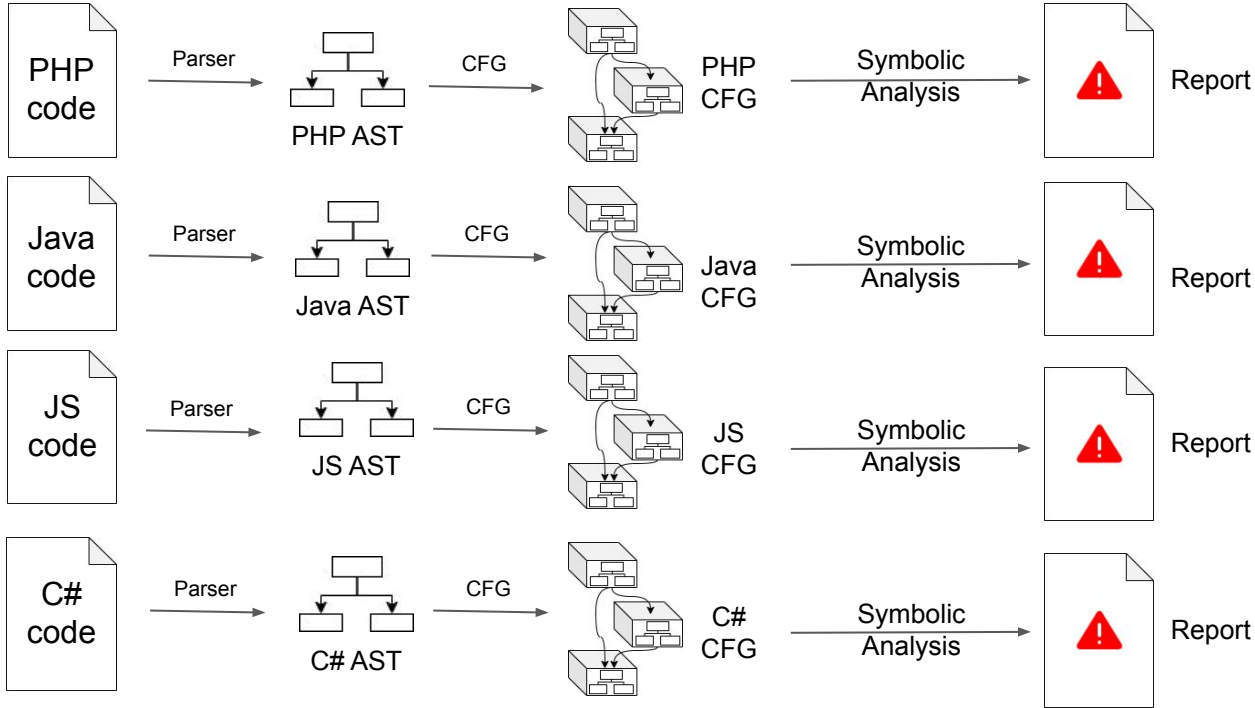 PHP
code
Parser
PHP AST
CFG
PHP
CFG
Symbolic
Analysis
Report
Java
code
Parser
Java AST
CFG
Java
CFG
Symbolic
Analysis
Report
JS
code
Parser
JS AST
CFG
JS
CFG
Symbolic
Analysis
Report
C#
code
Parser
C# AST
CFG
C#
CFG
Symbolic
Analysis
Report